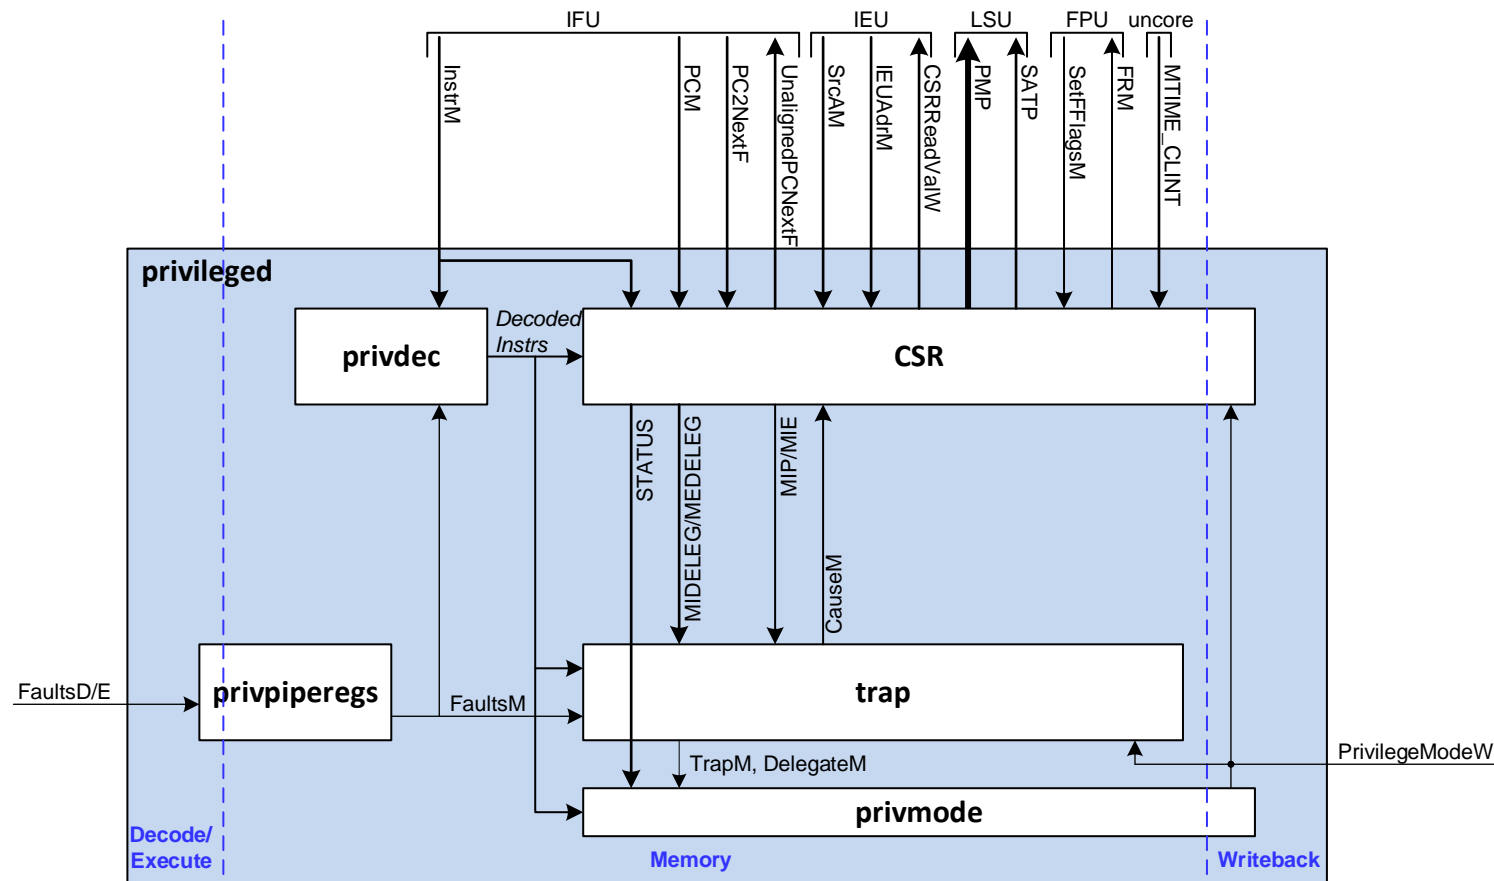 IFU
IEU
LSU
FPU
uncore
InstrM
PCM
PC2NextF
UnalignedPCNextF
SrcAM
IEUAdrM
CSRReadValW
PMP
SATP
SetFFlagsM
FRM
MTIME_CLINT
privileged
privdec
Decoded
Instrs
CSR
STATUS
MIDELEG/MEDELEG
MIP/MIE
CauseM
FaultsD/E
privpiperegs
FaultsM
trap
TrapM, DelegateM
PrivilegeModeW
privmode
Decode/
Execute
Memory
Writeback